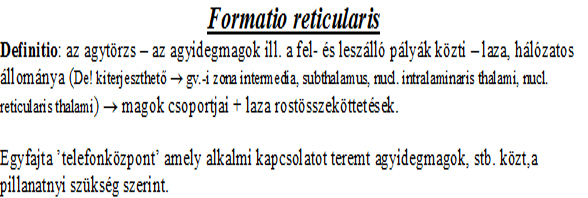 Formatio reticularis
Definitio: az agytörzs – az agyidegmagok ill. a fel- és leszálló pályák közti – laza, hálózatos
állománya (De! kiterjeszthető → gv.-i zona intermedia, subthalamus, nucl. intralaminaris thalami, nucl.
reticularis thalami) → magok csoportjai + laza rostösszeköttetések.
Egyfajta ’telefonközpont’ amely alkalmi kapcsolatot teremt agyidegmagok, stb. közt,a
pillanatnyi szükség szerint.